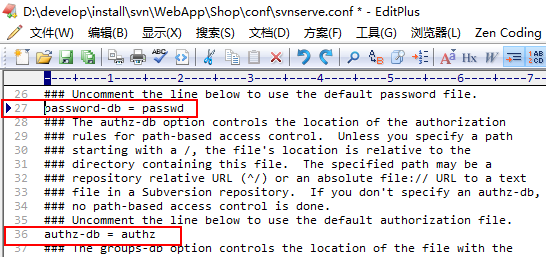 D:\develop\install\svn\WebApp\Shop\conf\svnserve.conf * - EditPlus
文件(W) 编辑(B) 显示(X) 搜索(S) 文档(D) 方案(F) 工具(G) 浏览器(L) Zen Coding
----+----1----+----2----+----3----+----4----+----5----+----6----+----7--
26 ### Uncomment the line below to use the default password file.
27 password-db = passwd
28 ### The authz-db option controls the location of the authorization
29 ### rules for path-based access control.  Unless you specify a path
30 ### starting with a /, the file's location is relative to the
31 ### directory containing this file.  The specified path may be a
32 ### repository relative URL (^/) or an absolute file:// URL to a text
33 ### file in a Subversion repository.  If you don't specify an authz-db,
34 ### no path-based access control is done.
35 ### Uncomment the line below to use the default authorization file.
36 authz-db = authz
37 ### The groups-db option controls the location of the file with the